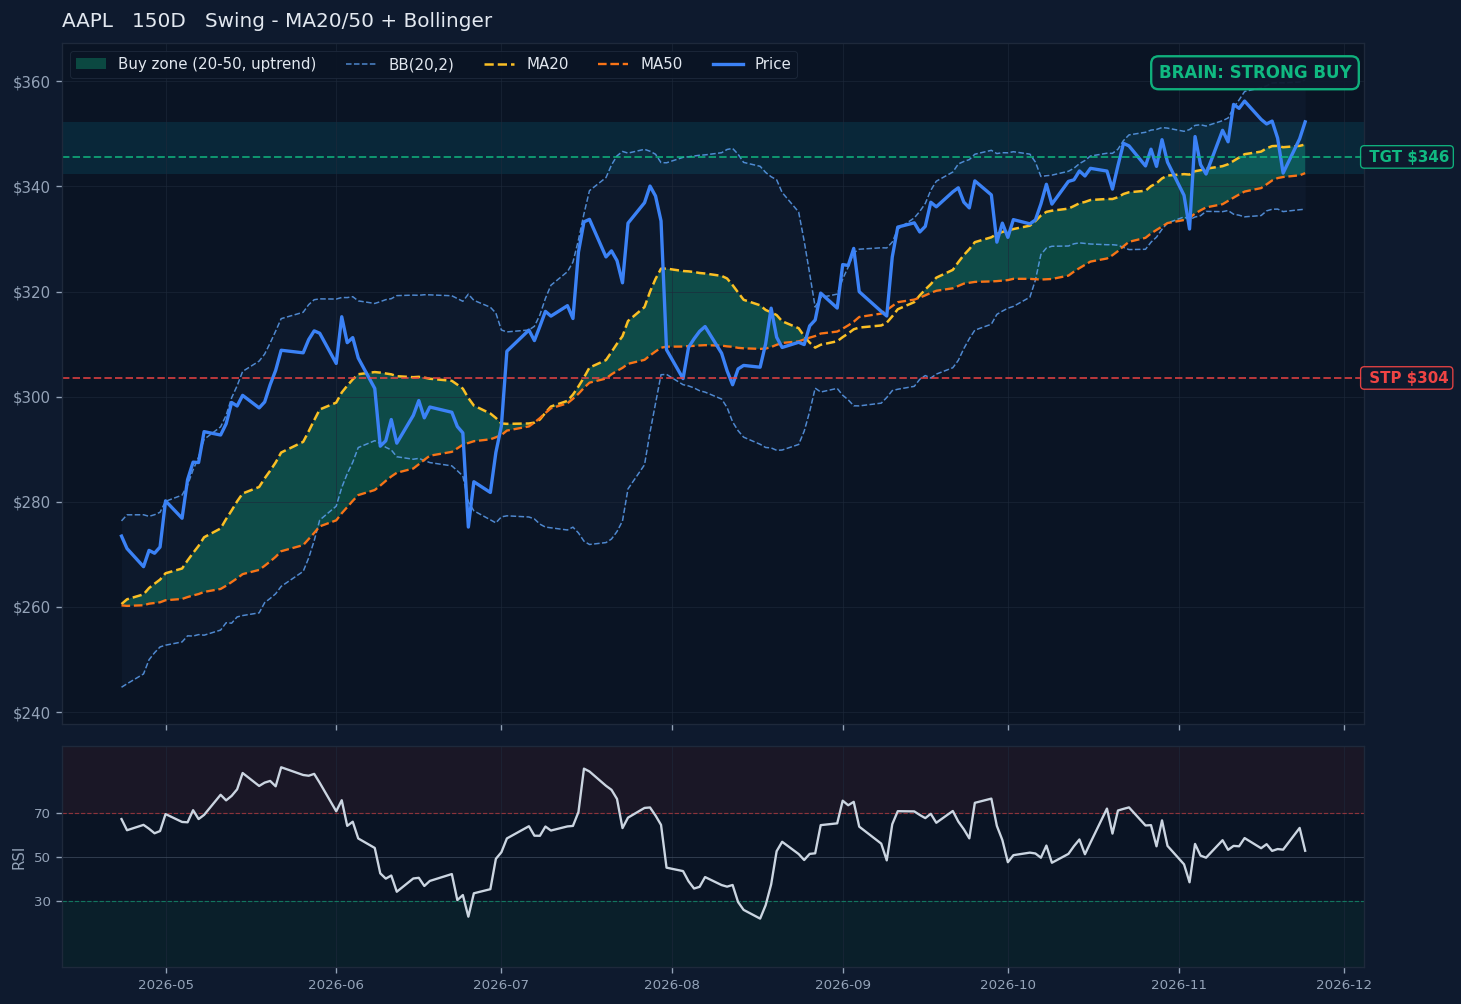 AAPL   150D   Swing - MA20/50 + Bollinger
Buy zone (20-50, uptrend)   BB(20,2)   MA20   MA50   Price
BRAIN: STRONG BUY
$360
TGT $346
$340
$320
STP $304
$300
$280
$260
$240
70
50
30
RSI
2026-05   2026-06   2026-07   2026-08   2026-09   2026-10   2026-11   2026-12